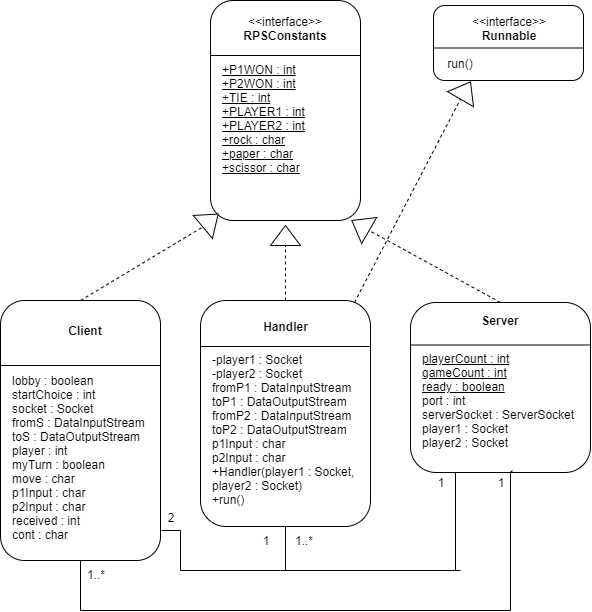 <<interface>>
RPSConstants
+P1WON : int
+P2WON : int
+TIE : int
+PLAYER1 : int
+PLAYER2 : int
+rock : char
+paper : char
+scissor : char
<<interface>>
Runnable
run()
Client
lobby : boolean
startChoice : int
socket : Socket
fromS : DataInputStream
toS : DataOutputStream
player : int
myTurn : boolean
move : char
p1Input : char
p2Input : char
received : int
cont : char
Handler
-player1 : Socket
-player2 : Socket
fromP1 : DataInputStream
toP1 : DataOutputStream
fromP2 : DataInputStream
toP2 : DataOutputStream
p1Input : char
p2Input : char
+Handler(player1 : Socket,
player2 : Socket)
+run()
Server
playerCount : int
gameCount : int
ready : boolean
port : int
serverSocket : ServerSocket
player1 : Socket
player2 : Socket
1
1
2
1
1..*
1..*